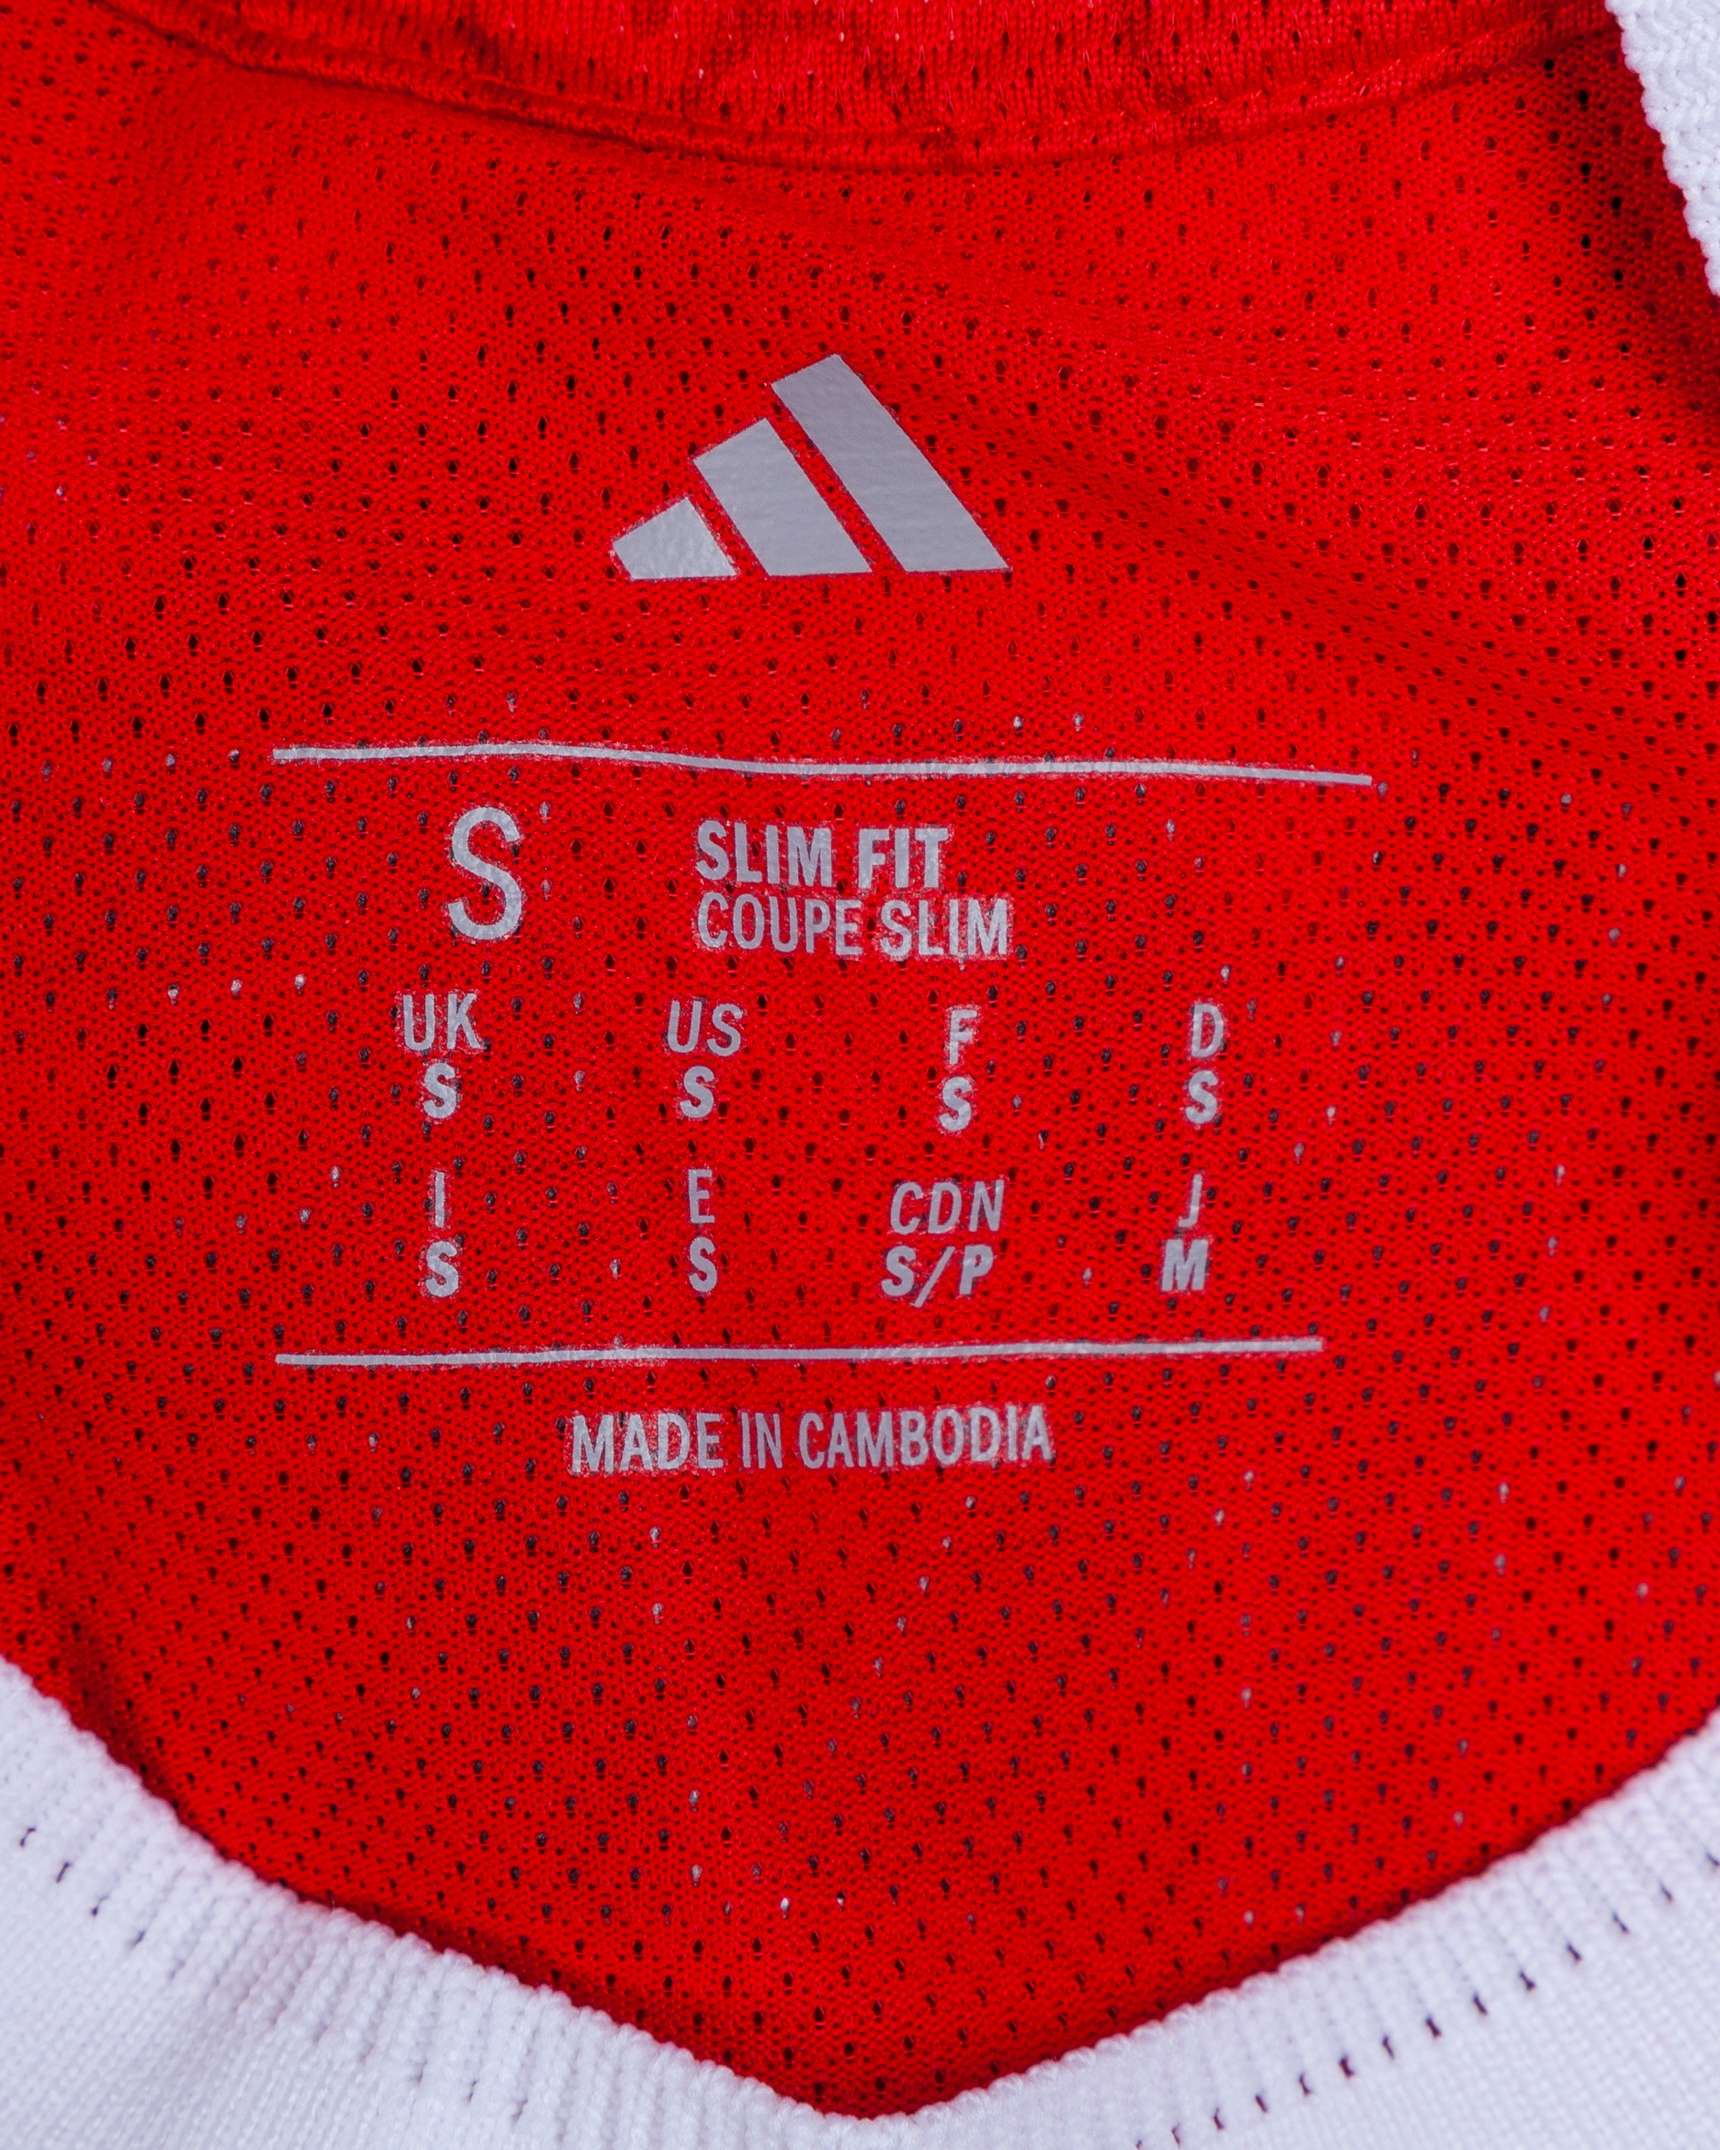 S SLIM FIT
COUPE SLIM
UK US F D
S S S S
I E CDN J
S S S/P M
MADE IN CAMBODIA